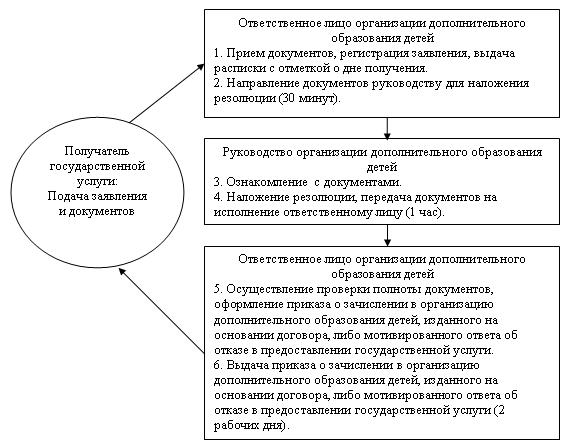 Получатель
государственной
услуги:
Подача заявления
и документов
Ответственное лицо организации дополнительного
образования детей
1. Прием документов, регистрация заявления, выдача
расписки с отметкой о дне получения.
2. Направление документов руководству для наложения
резолюции (30 минут).
Руководство организации дополнительного образования
детей
3. Ознакомление с документами.
4. Наложение резолюции, передача документов на
исполнение ответственному лицу (1 час).
Ответственное лицо организации дополнительного
образования детей
5. Осуществление проверки полноты документов,
оформление приказа о зачислении в организацию
дополнительного образования детей, изданного на
основании договора, либо мотивированного ответа об
отказе в предоставлении государственной услуги.
6. Выдача приказа о зачислении в организацию
дополнительного образования детей, изданного на
основании договора, либо мотивированного ответа об
отказе в предоставлении государственной услуги (2
рабочих дня).